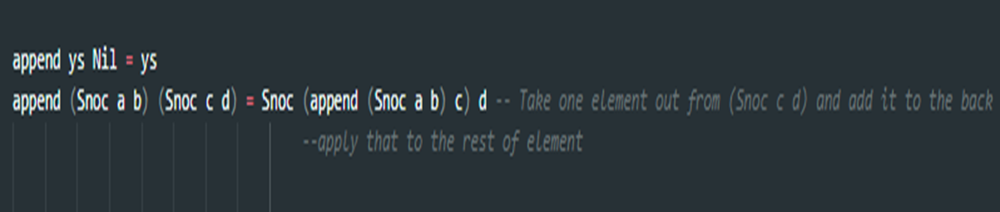 append ys Nil = ys
append (Snoc a b) (Snoc c d) = Snoc (append (Snoc a b) c) d -- Take one element out from (Snoc c d) and add it to the back
--apply that to the rest of element